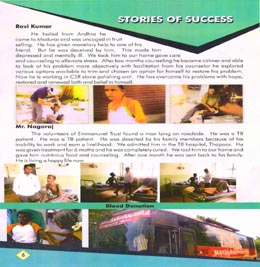 STORIES OF SUCCESS
Ravi Kumar
He hailed from Andhra he
come to Madurai and was uncaged in fruit
selling. He has given monetary help to one of his
friend. But he was deceived by him. This made him
depressed and mentally ill. We took him to our home gave care
and counseling to alleviate stress. After two months counseling he became calmer and able
to look at his problem more objectively with facilitation from his counselor he explored
various options available to him and chosen an option for himself to restore his problem.
Now he is working in CSR stone polishing unit. He has overcome his problems with hope,
restored and renewed faith and belief in himself.
Mr. Nagaraj
The volunteers of Emmanuel Trust found a man lying on roadside. He was a TB
patient. He was a TB patient. He was deserted by his family members because of his
inability to work and earn a livelihood. We admitted him in the TB hospital, Thoppur. He
was given treatment for 6 months and he was completely cured. We took him to our home and
gave him nutritious food and counseling. After one month he was sent back to his family.
He is living a happy life now.
Blood Donation
6